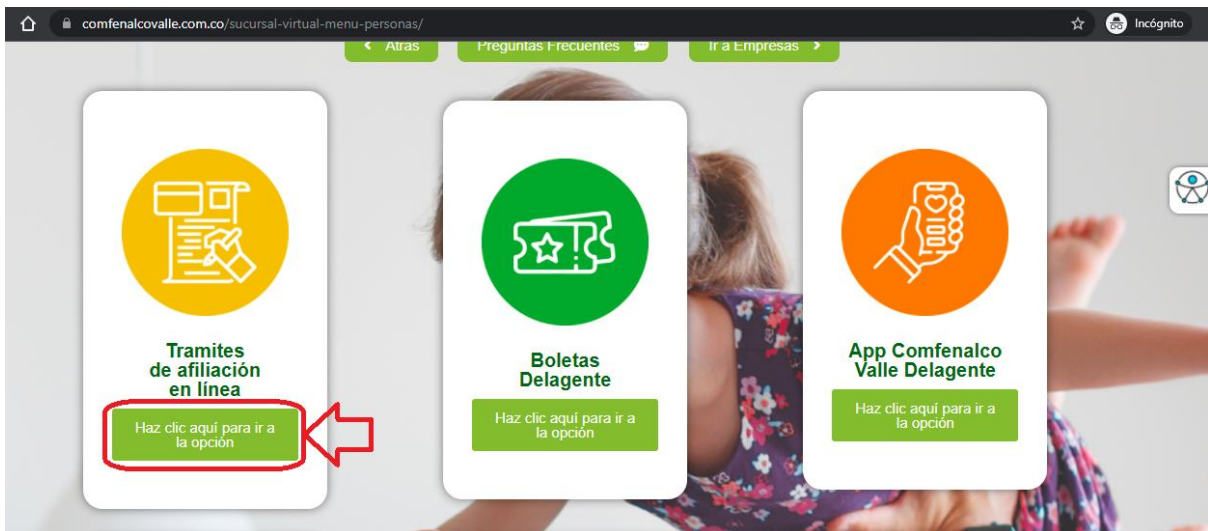 comfenalcovalle.com.co/sucursal-virtual-menu-personas/
Incógnito
Atras
Preguntas Frecuentes
Ir a Empresas
Tramites
de afiliación
en línea
Haz clic aquí para ir a
la opción
Boletas
Delagente
Haz clic aquí para ir a
la opción
App Comfenalco
Valle Delagente
Haz clic aquí para ir a
la opción